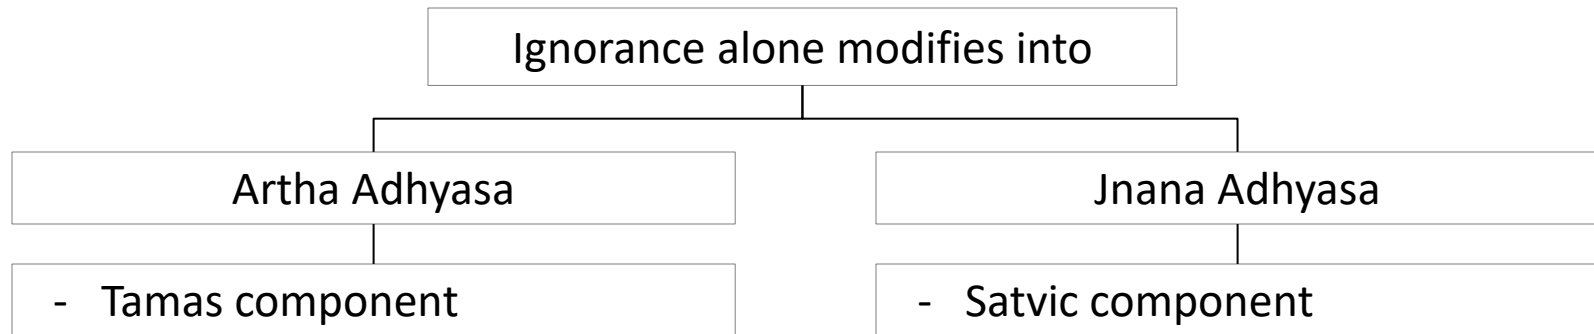 Ignorance alone modifies into
Artha Adhyasa
Jnana Adhyasa
- Tamas component
- Satvic component